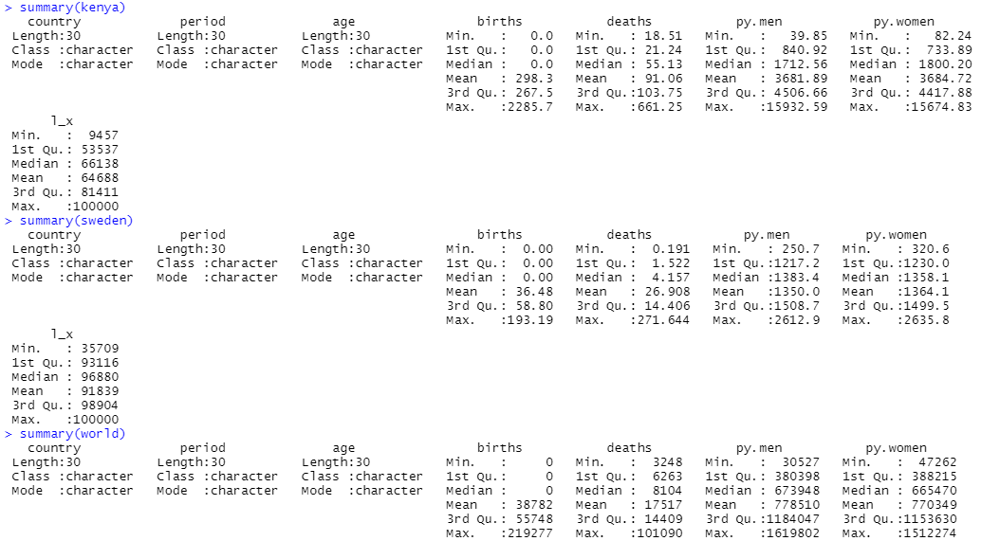 > summary(kenya)
country period age births deaths py.men py.women
Length:30 Length:30 Length:30 Min. : 0.0 Min. : 18.51 Min. : 39.85 Min. : 82.24
Class :character Class :character Class :character 1st Qu.: 0.0 1st Qu.: 21.24 1st Qu.: 840.92 1st Qu.: 733.89
Mode :character Mode :character Mode :character Median : 0.0 Median : 55.13 Median : 1712.56 Median : 1800.20
Mean : 298.3 Mean : 91.06 Mean : 3681.89 Mean : 3684.72
3rd Qu.: 267.5 3rd Qu.:103.75 3rd Qu.: 4506.66 3rd Qu.: 4417.88
Max. :2285.7 Max. :661.25 Max. :15932.59 Max. :15674.83
l_x
Min. : 9457
1st Qu.: 53537
Median : 66138
Mean : 64688
3rd Qu.: 81411
Max. :100000
> summary(sweden)
country period age births deaths py.men py.women
Length:30 Length:30 Length:30 Min. : 0.00 Min. : 0.191 Min. : 250.7 Min. : 320.6
Class :character Class :character Class :character 1st Qu.: 0.00 1st Qu.: 1.522 1st Qu.:1217.2 1st Qu.:1230.0
Mode :character Mode :character Mode :character Median : 0.00 Median : 4.157 Median :1383.4 Median :1358.1
Mean : 36.48 Mean : 26.908 Mean :1350.0 Mean :1364.1
3rd Qu.: 58.80 3rd Qu.: 14.406 3rd Qu.:1508.7 3rd Qu.:1499.5
Max. :193.19 Max. :271.644 Max. :2612.9 Max. :2635.8
l_x
Min. : 35709
1st Qu.: 93116
Median : 96880
Mean : 91839
3rd Qu.: 98904
Max. :100000
> summary(world)
country period age births deaths py.men py.women
Length:30 Length:30 Length:30 Min. : 0 Min. : 3248 Min. : 30527 Min. : 47262
Class :character Class :character Class :character 1st Qu.: 0 1st Qu.: 6263 1st Qu.: 380398 1st Qu.: 388215
Mode :character Mode :character Mode :character Median : 0 Median : 8104 Median : 673948 Median : 665470
Mean : 38782 Mean : 17517 Mean : 778510 Mean : 770349
3rd Qu.: 55748 3rd Qu.: 14409 3rd Qu.:1184047 3rd Qu.:1153630
Max. :219277 Max. :101090 Max. :1619802 Max. :1512274